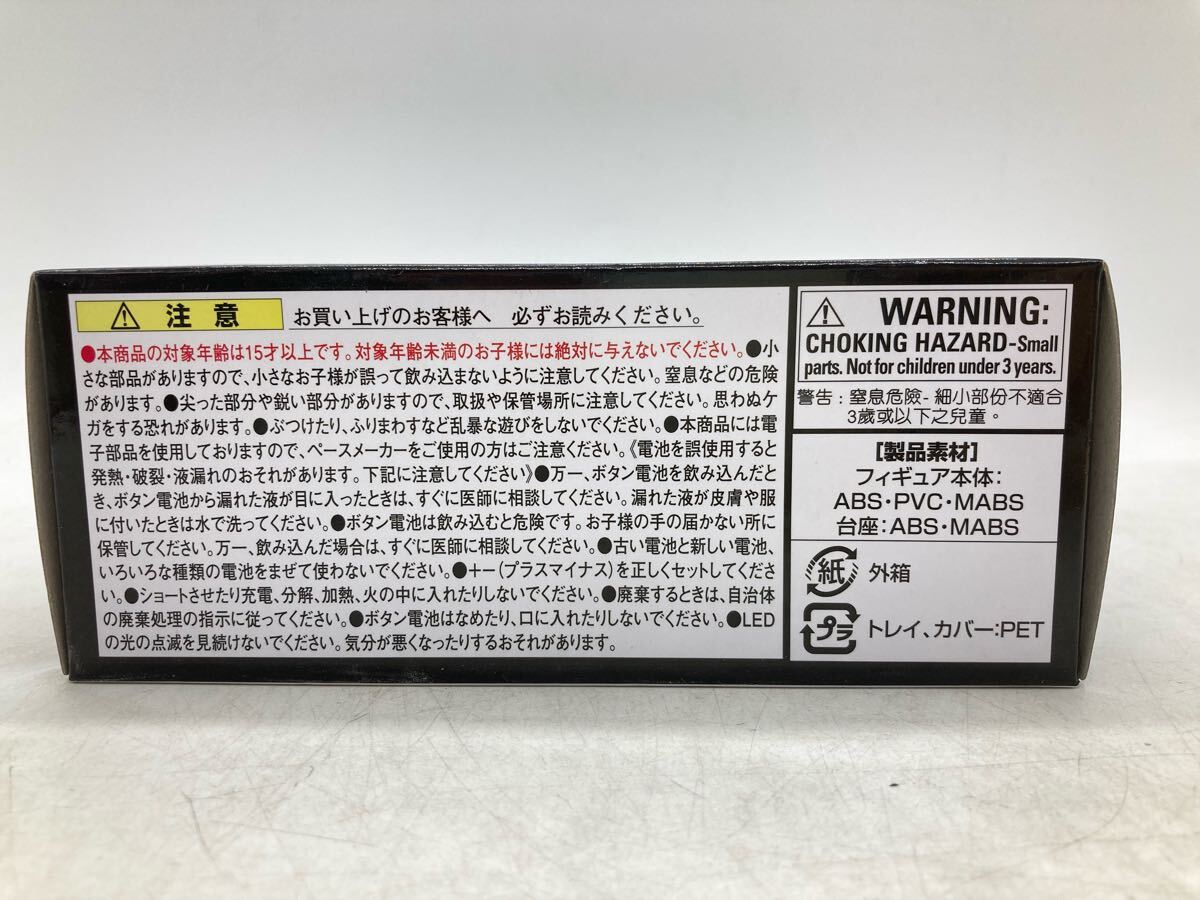 注意 お買い上げのお客様へ 必ずお読みください。
●本商品の対象年齢は15才以上です。対象年齢未満のお子様には絶対に与えないでください。●小
さな部品がありますので、小さなお子様が誤って飲み込まないように注意してください。窒息などの危険
があります。●尖った部分や鋭い部分がありますので、取扱や保管場所に注意してください。思わぬケ
ガをする恐れがあります。●ぶつけたり、ふりまわすなど乱暴な遊びをしないでください。●本商品には電
子部品を使用しておりますので、ペースメーカーをご使用の方はご注意ください。《電池を誤使用すると
発熱・破裂・液漏れのおそれがあります。下記に注意してください》●万一、ボタン電池を飲み込んだと
き、ボタン電池から漏れた液が目に入ったときは、すぐに医師に相談してください。漏れた液が皮膚や服
に付いたときは水で洗ってください。●ボタン電池は飲み込むと危険です。お子様の手の届かない所に
保管してください。万一、飲み込んだ場合は、すぐに医師に相談してください。●古い電池と新しい電池、
いろいろな種類の電池をまぜて使わないでください。●+-(プラスマイナス)を正しくセットしてくださ
い。●ショートさせたり充電、分解、加熱、火の中に入れたりしないでください。●廃棄するときは、自治体
の廃棄処理の指示に従ってください。●ボタン電池はなめたり、口に入れたりしないでください。●LED
の光の点滅を見続けないでください。気分が悪くなったりするおそれがあります。
WARNING:
CHOKING HAZARD-Small
parts. Not for children under 3 years.
警告:窒息危險-細小部份不適合
3歲或以下之兒童。
[製品素材]
フィギュア本体:
ABS・PVC・MABS
台座:ABS・MABS
紙 外箱
プラ トレイ、カバー:PET